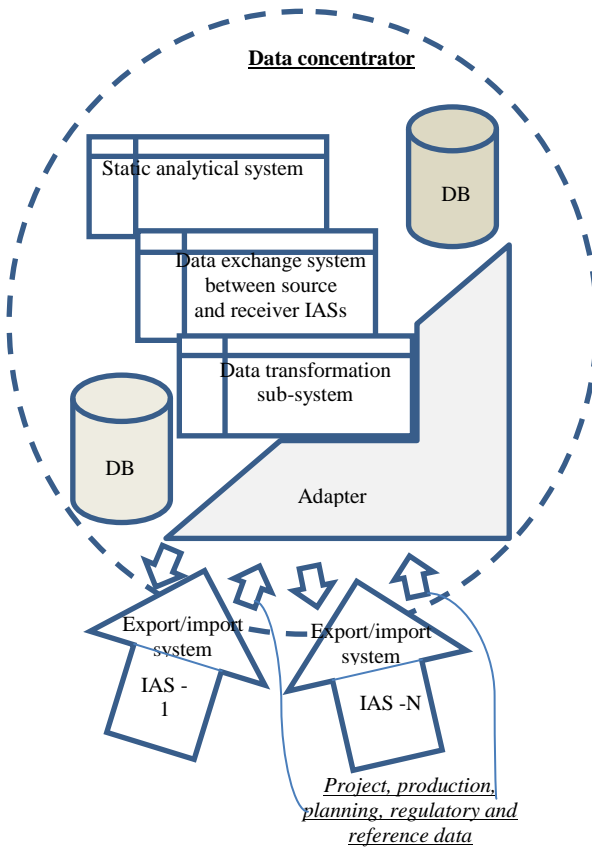 Data concentrator
Static analytical system
DB
Data exchange system
between source
and receiver IASs
Data transformation
sub-system
DB
Adapter
Export/import
system
IAS -
1
Export/import
system
IAS -N
Project, production,
planning, regulatory and
reference data